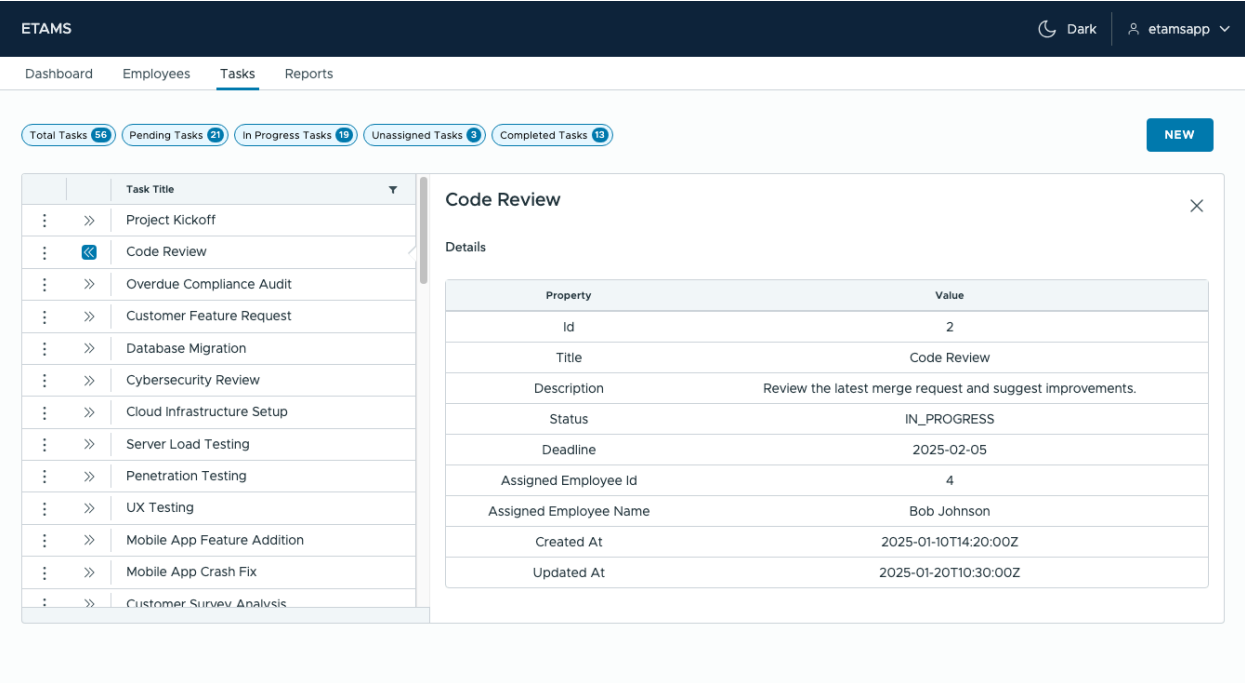 ETAMS
Dark
etamsapp
Dashboard Employees Tasks Reports
Total Tasks 56 Pending Tasks 21 In Progress Tasks 19 Unassigned Tasks 3 Completed Tasks 13
NEW
Task Title
Project Kickoff
Code Review
Overdue Compliance Audit
Customer Feature Request
Database Migration
Cybersecurity Review
Cloud Infrastructure Setup
Server Load Testing
Penetration Testing
UX Testing
Mobile App Feature Addition
Mobile App Crash Fix
Customer Survey Analysis
Code Review
Details
Property Value
Id 2
Title Code Review
Description Review the latest merge request and suggest improvements.
Status IN_PROGRESS
Deadline 2025-02-05
Assigned Employee Id 4
Assigned Employee Name Bob Johnson
Created At 2025-01-10T14:20:00Z
Updated At 2025-01-20T10:30:00Z